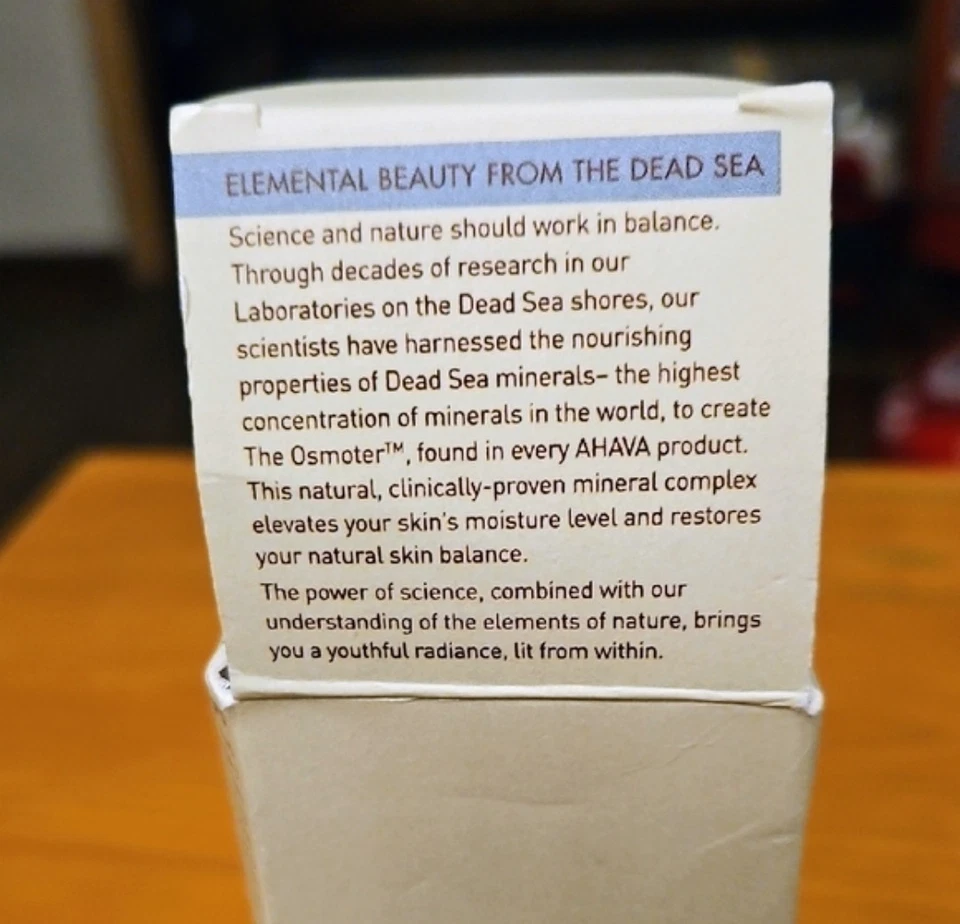 ELEMENTAL BEAUTY FROM THE DEAD SEA
Science and nature should work in balance.
Through decades of research in our
Laboratories on the Dead Sea shores, our
scientists have harnessed the nourishing
properties of Dead Sea minerals– the highest
concentration of minerals in the world, to create
The Osmoter™, found in every AHAVA product.
This natural, clinically-proven mineral complex
elevates your skin's moisture level and restores
your natural skin balance.
The power of science, combined with our
understanding of the elements of nature, brings
you a youthful radiance, lit from within.